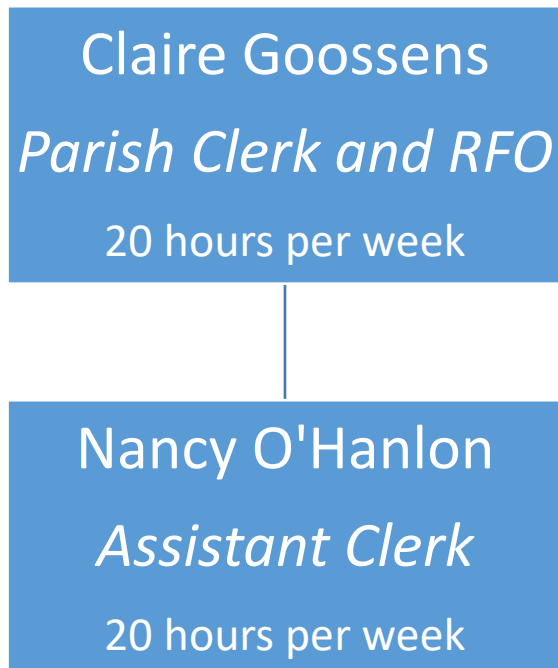 Claire Goossens
Parish Clerk and RFO
20 hours per week
Nancy O'Hanlon
Assistant Clerk
20 hours per week